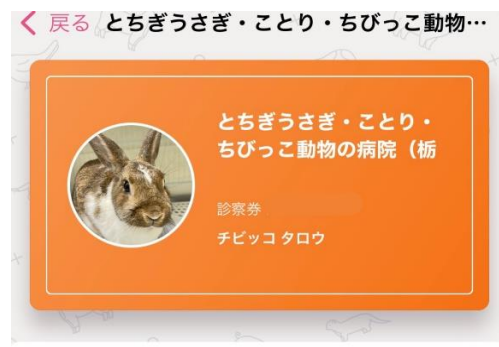 戻る とちぎうさぎ・ことり・ちびっこ動物…
とちぎうさぎ・ことり・
ちびっこ動物の病院（栃
診察券
チビッコ タロウ